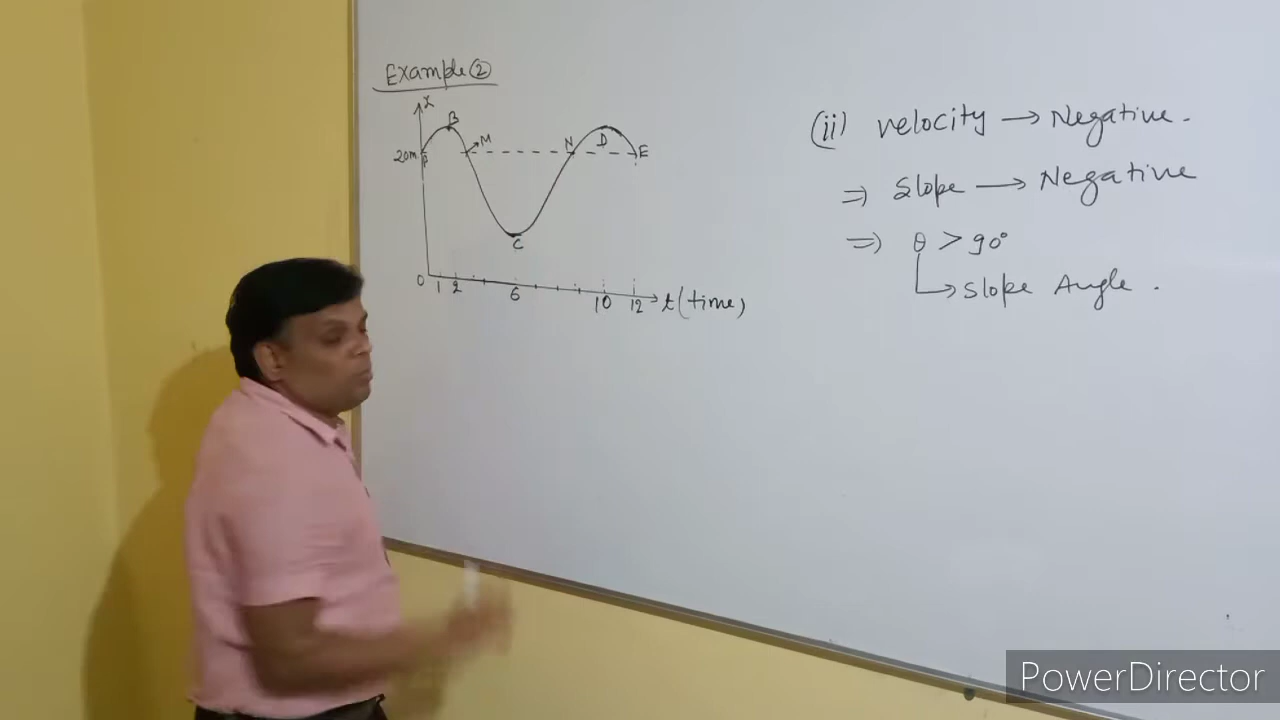 Example ②
x
B
M
N
D
E
20m
C
0 1 2 6 10 12 t (time)
(ii) velocity → Negative.
⇒ Slope → Negative
⇒ θ > 90°
↳ slope Angle.
PowerDirector